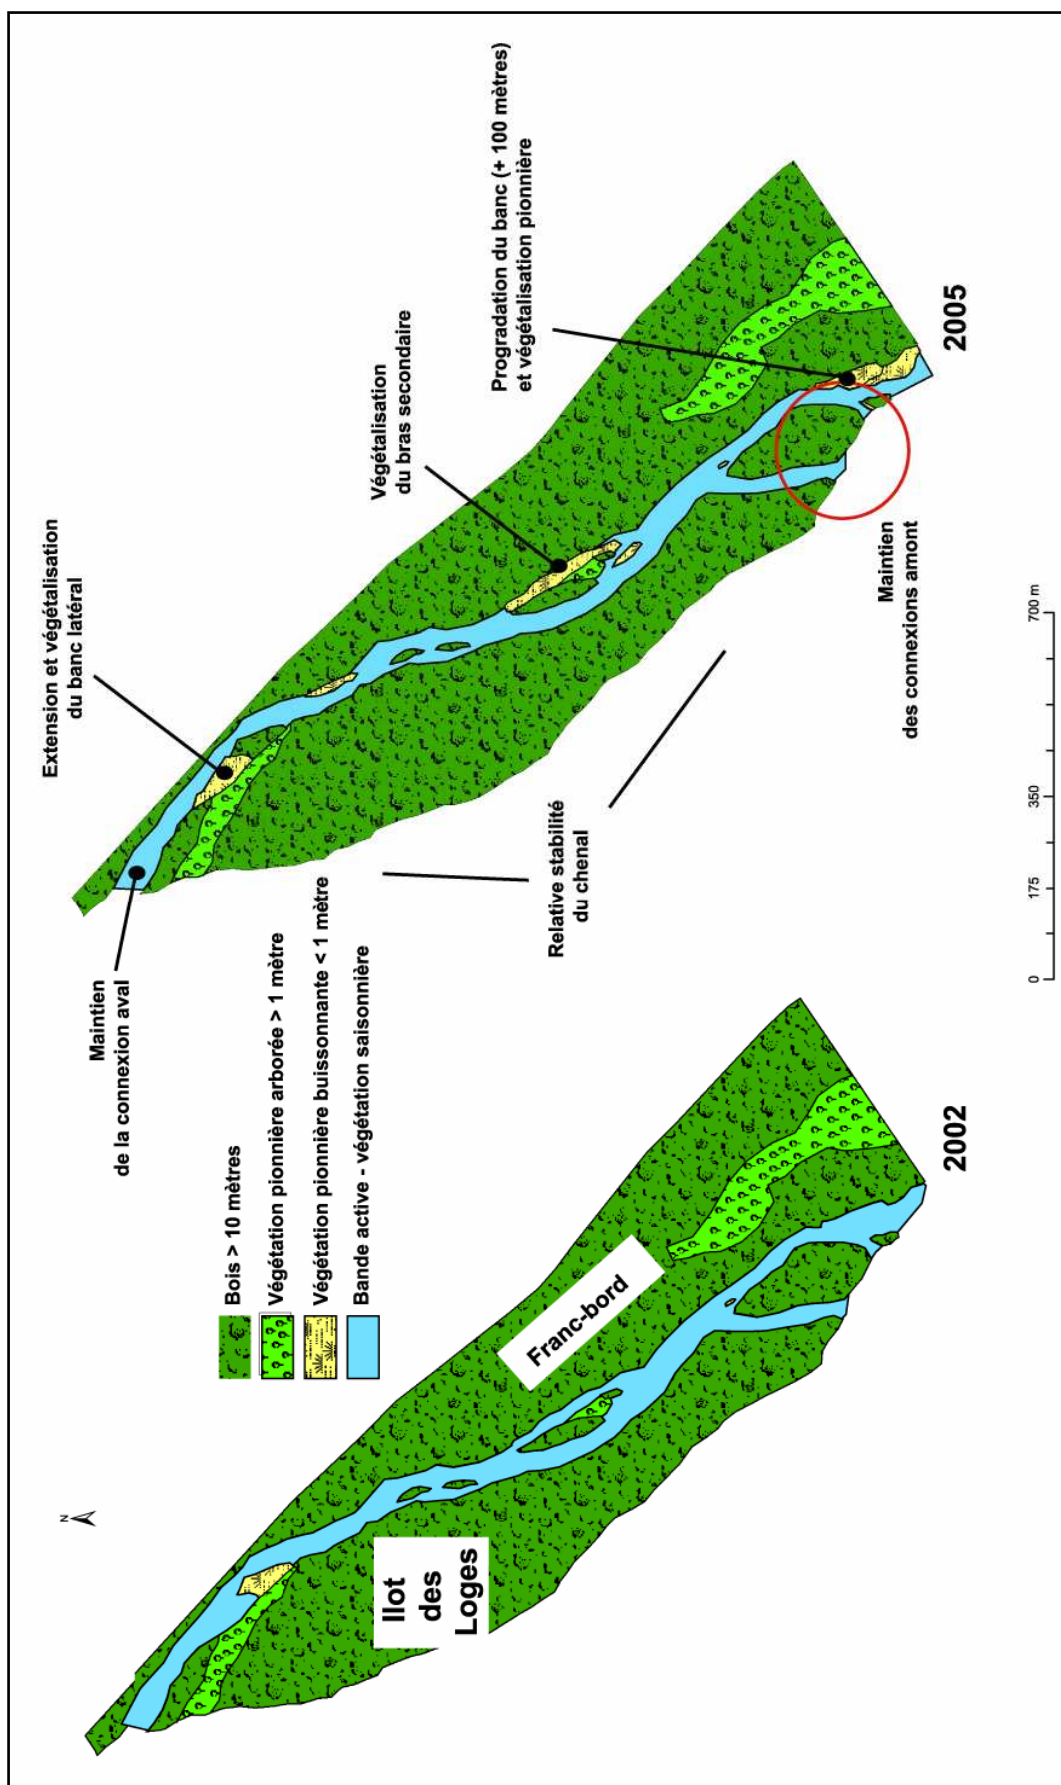 N
Ilot
des
Loges
Franc-bord
2002
Bois > 10 mètres
Végétation pionnière arborée > 1 mètre
Végétation pionnière buissonnante < 1 mètre
Bande active - végétation saisonnière
Maintien
de la connexion aval
Extension et végétalisation
du banc latéral
Végétalisation
du bras secondaire
Progradation du banc (+ 100 mètres)
et végétalisation pionnière
Relative stabilité
du chenal
Maintien
des connexions amont
2005
0 175 350 700 m